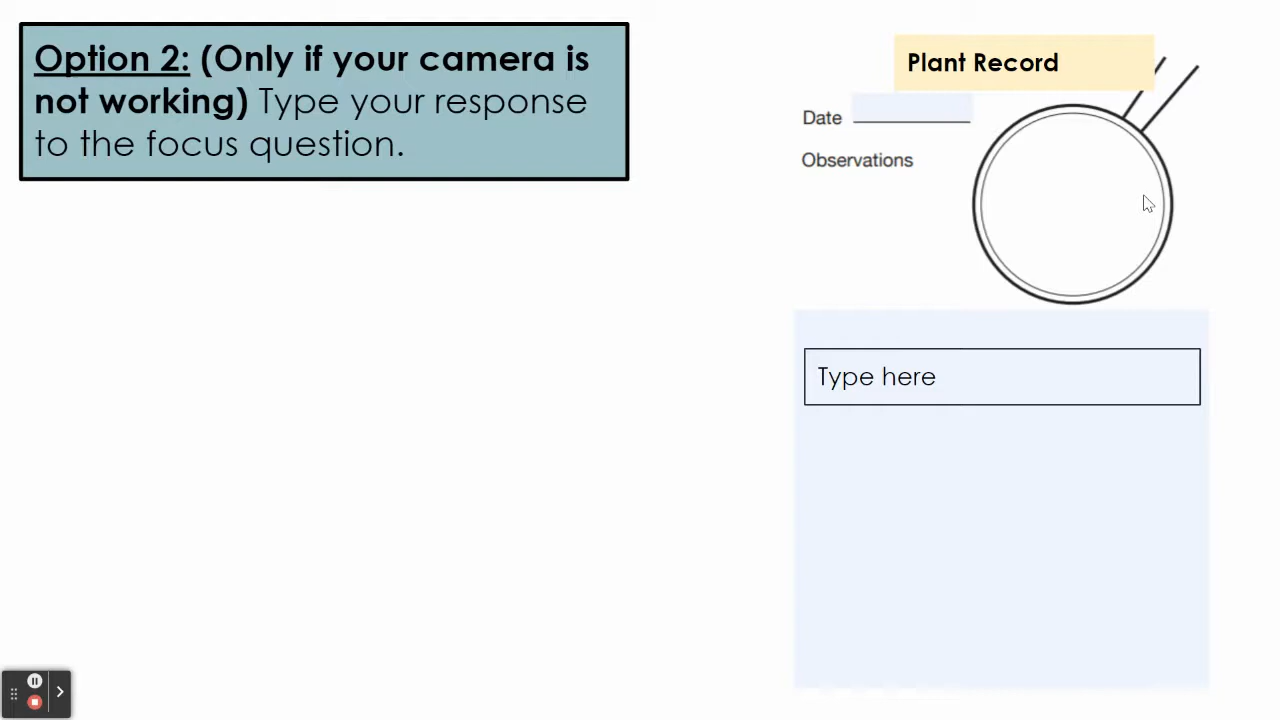 Option 2: (Only if your camera is
not working) Type your response
to the focus question.
Plant Record
Date
Observations
Type here